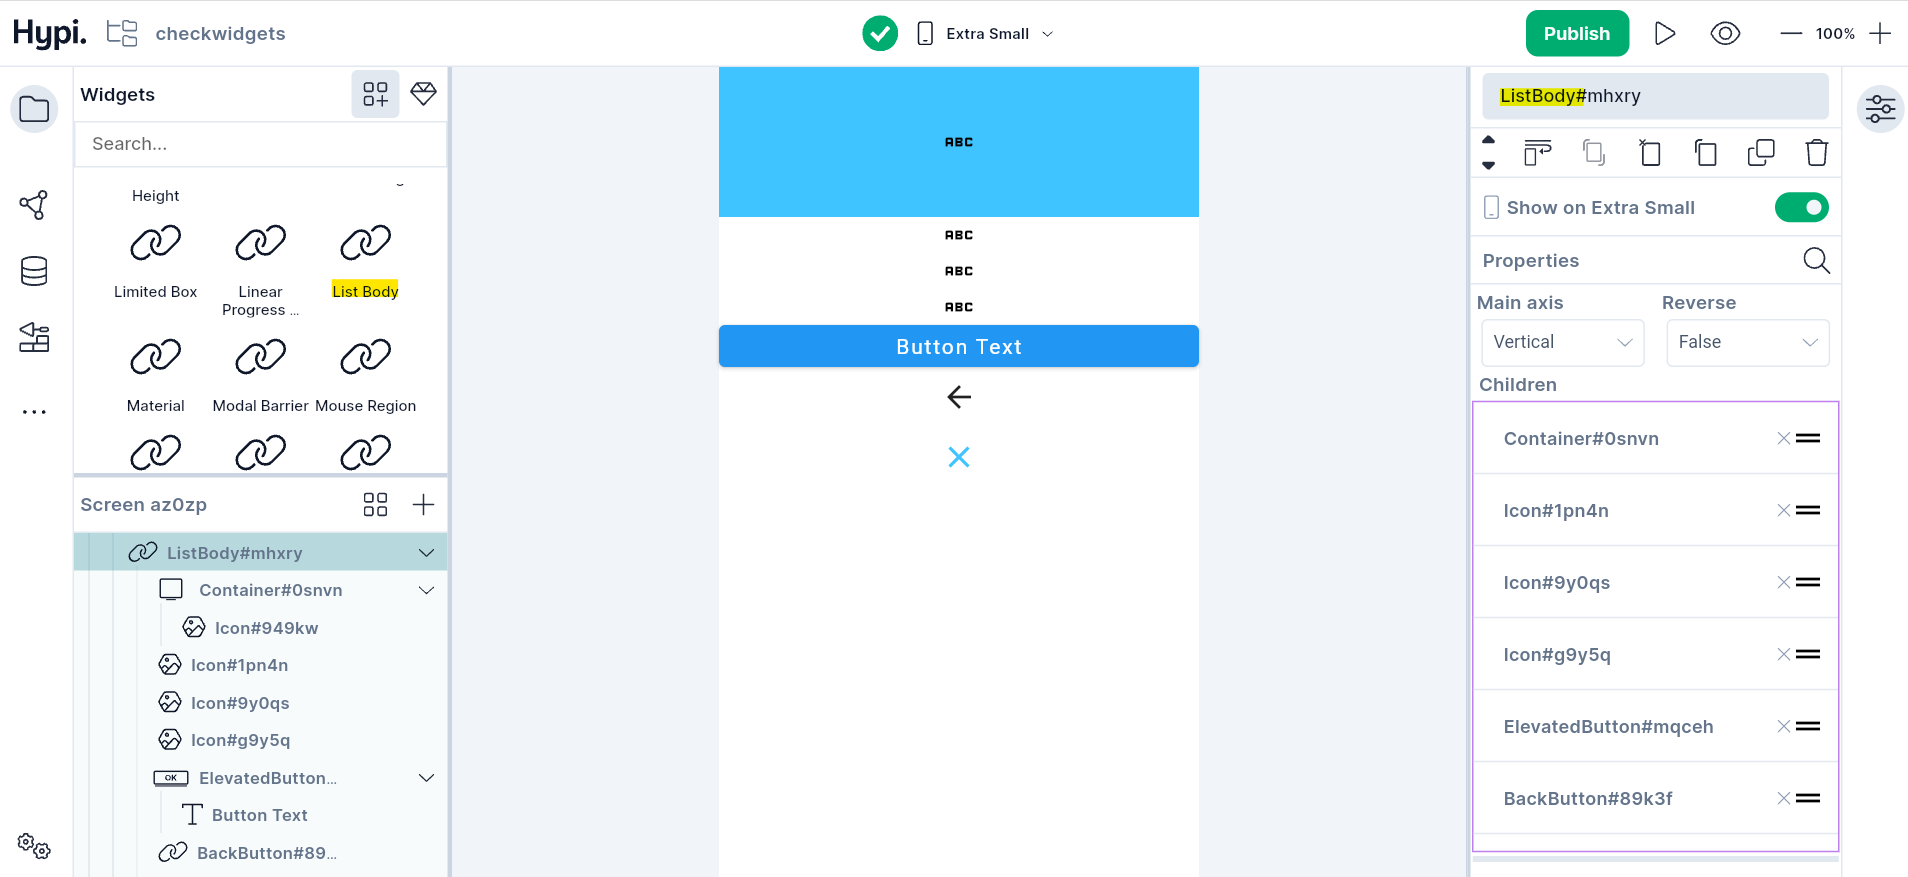 Hypi.
checkwidgets
Extra Small
Publish
100%
Widgets
Search...
Height
Limited Box
Linear
Progress ...
List Body
Material
Modal Barrier
Mouse Region
Screen az0zp
ListBody#mhxry
Container#0snvn
Icon#949kw
Icon#1pn4n
Icon#9y0qs
Icon#g9y5q
OK
ElevatedButton...
Button Text
BackButton#89...
ABC
ABC
ABC
ABC
Button Text
ListBody#mhxry
Show on Extra Small
Properties
Main axis
Reverse
Vertical
False
Children
Container#0snvn
Icon#1pn4n
Icon#9y0qs
Icon#g9y5q
ElevatedButton#mqceh
BackButton#89k3f